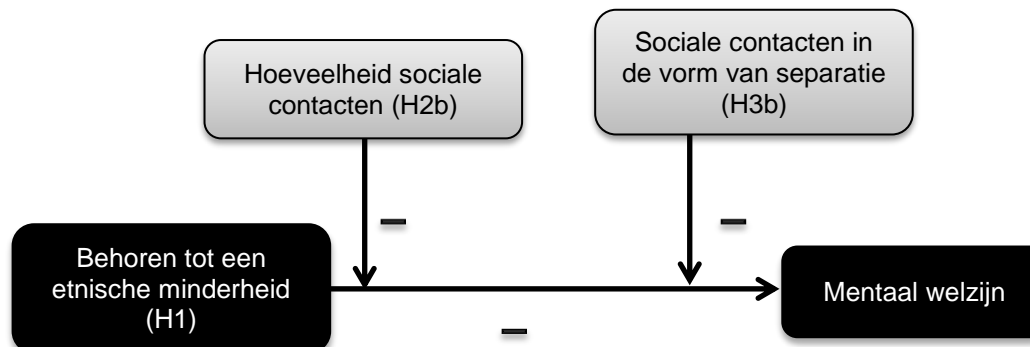 Hoeveelheid sociale
contacten (H2b)
Sociale contacten in
de vorm van separatie
(H3b)
–
–
Behoren tot een
etnische minderheid
(H1)
Mentaal welzijn
–